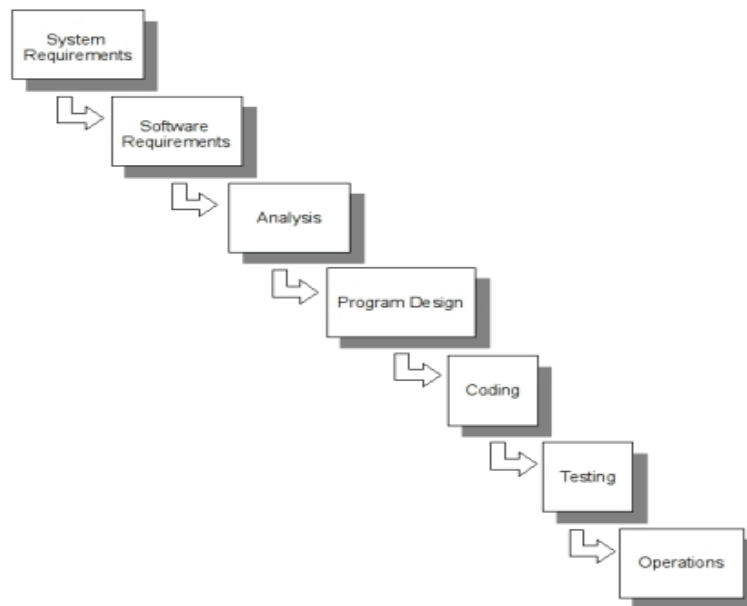 System
Requirements
Software
Requirements
Analysis
Program Design
Coding
Testing
Operations